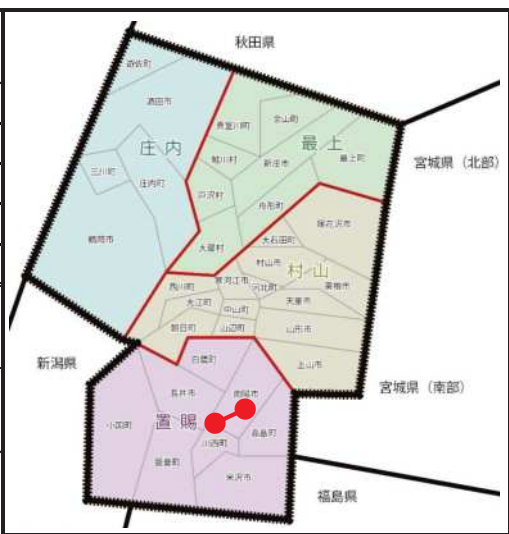 秋田県
遊佐町
酒田市
金山町
真室川町
最上
庄内
鮭川村
新庄市
最上町
宮城県（北部）
三川町
庄内町
戸沢村
舟形町
鶴岡市
尾花沢市
大蔵村
大石田町
村山市
村山
西川町
寒河江市
河北町
東根市
大江町
中山町
天童市
朝日町
山辺町
山形市
新潟県
白鷹町
上山市
宮城県（南部）
長井市
南陽市
小国町
置賜
高畠町
川西町
飯豊町
米沢市
福島県